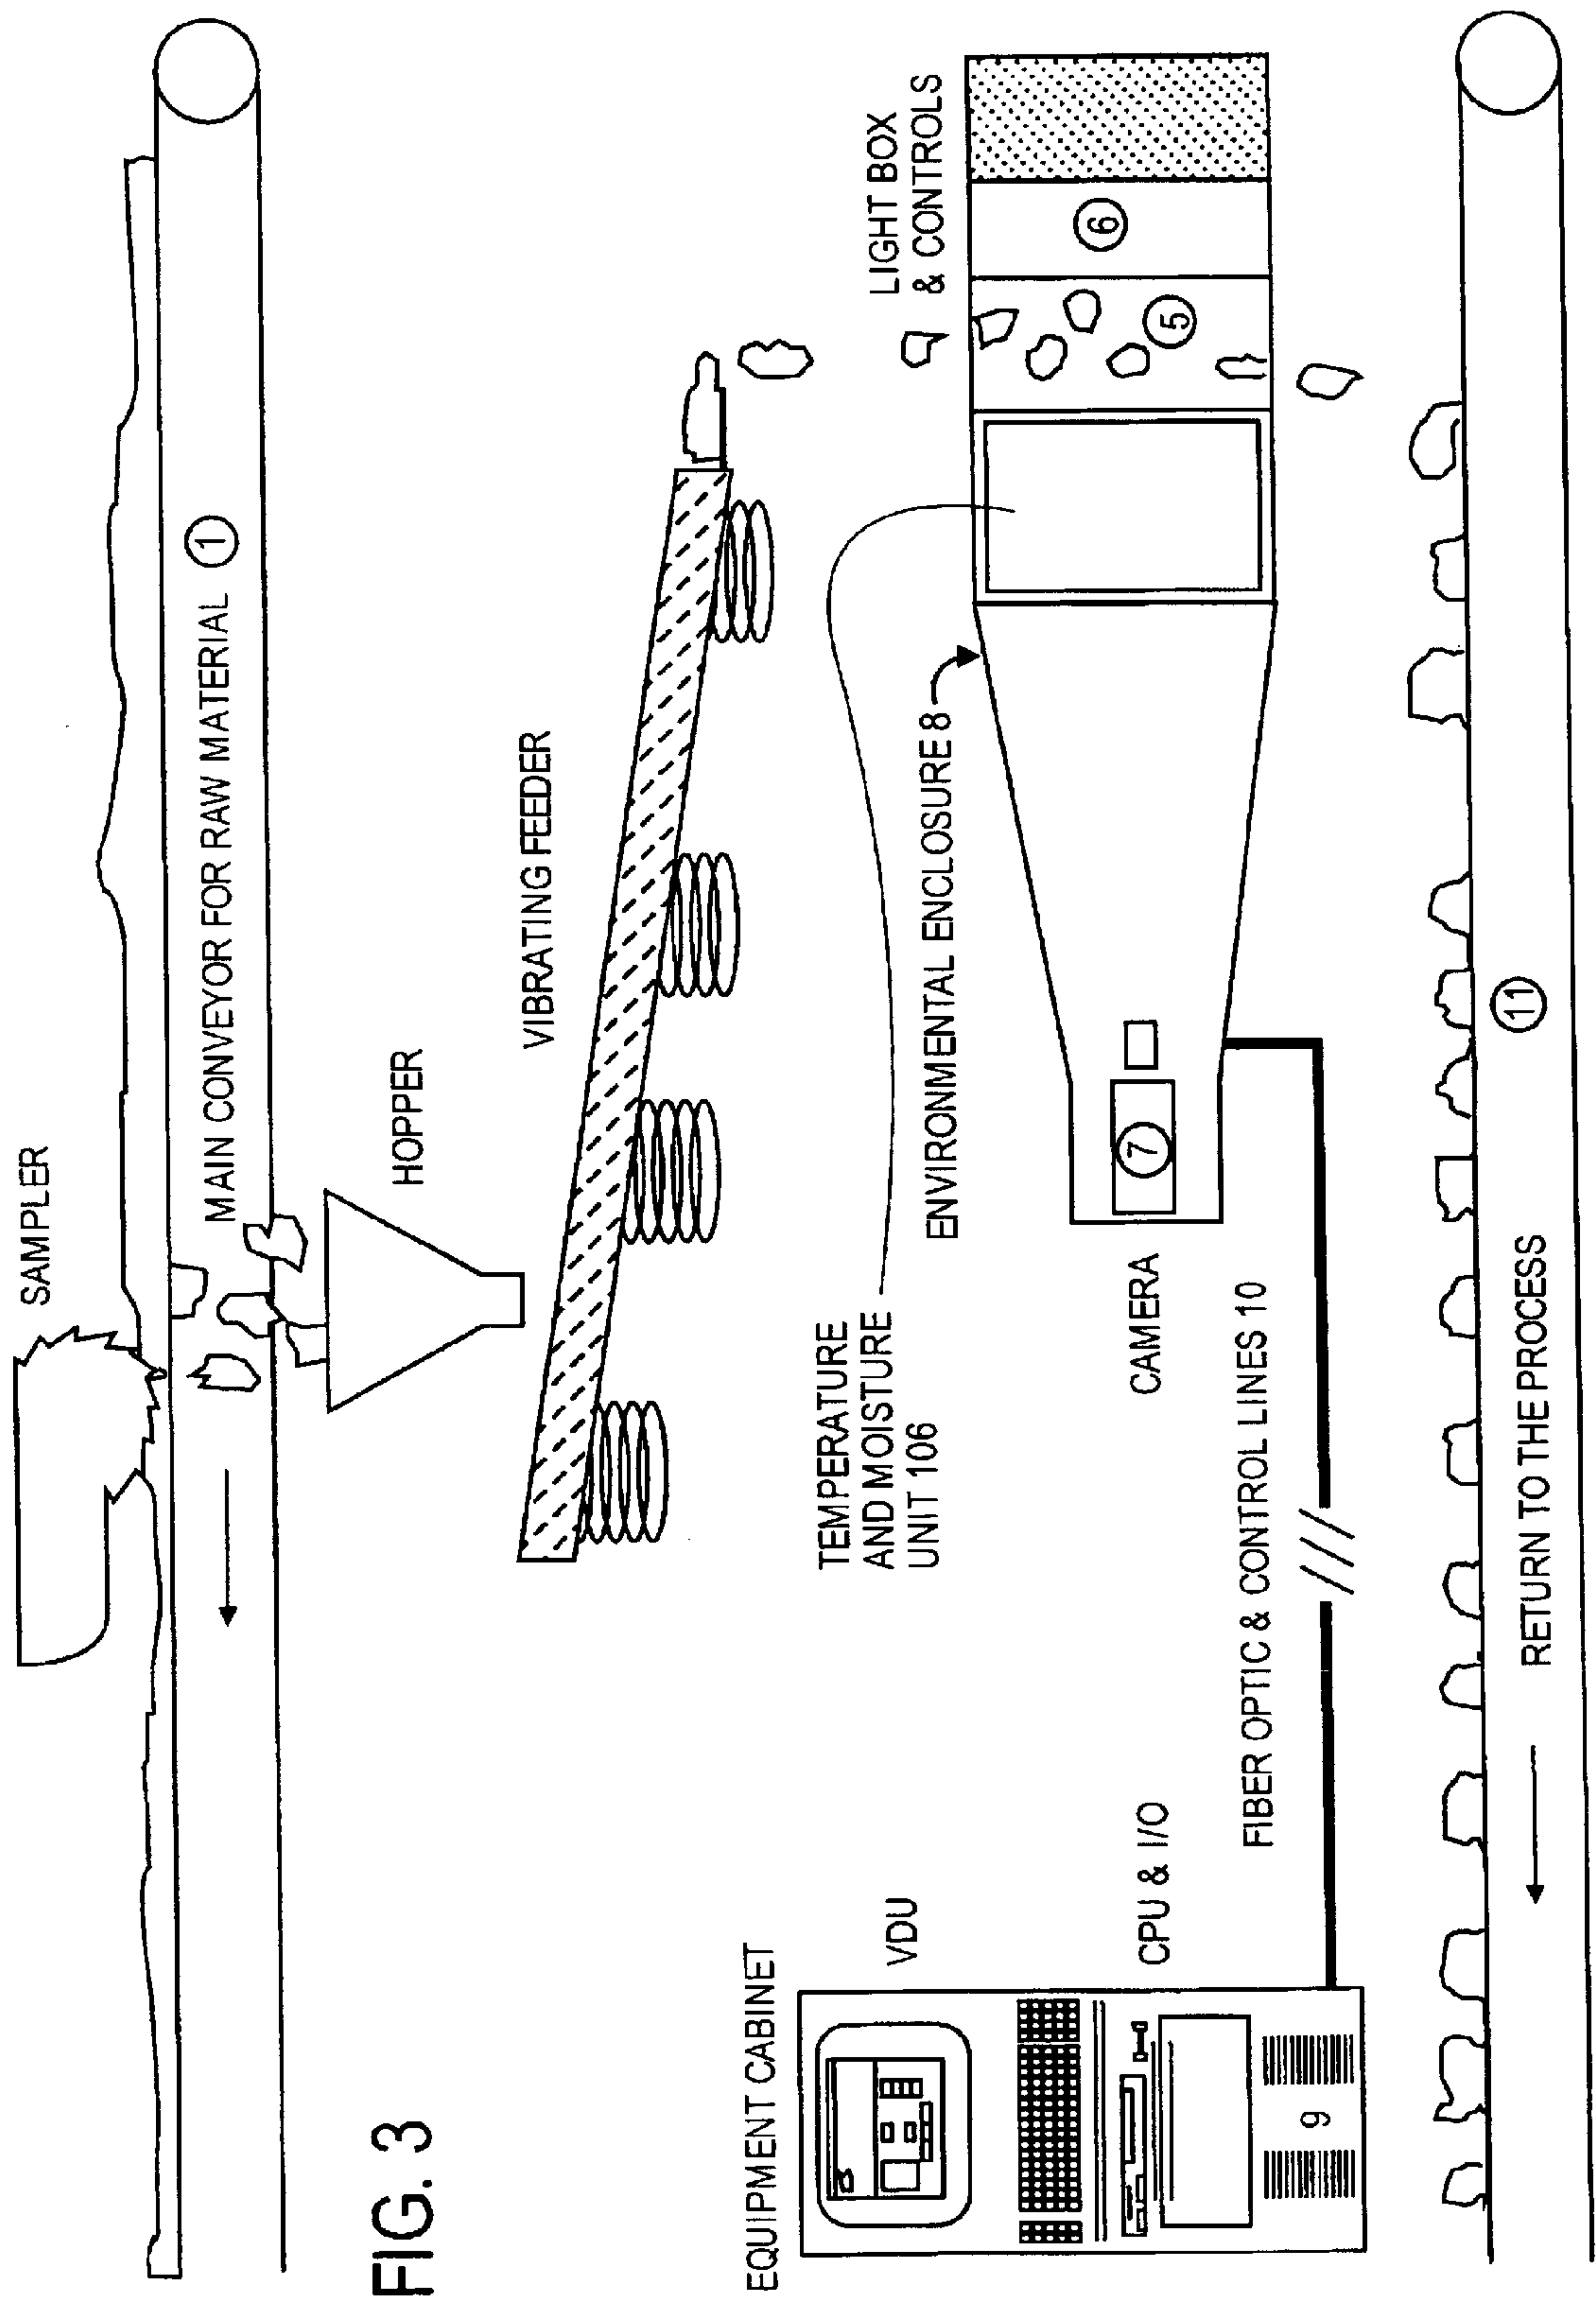 SAMPLER
MAIN CONVEYOR FOR RAW MATERIAL 1
HOPPER
VIBRATING FEEDER
LIGHT BOX
& CONTROLS
5
6
TEMPERATURE
AND MOISTURE
UNIT 106
ENVIRONMENTAL ENCLOSURE 8
7
CAMERA
FIBER OPTIC & CONTROL LINES 10
EQUIPMENT CABINET
VDU
CPU & I/O
9
11
RETURN TO THE PROCESS
FIG. 3